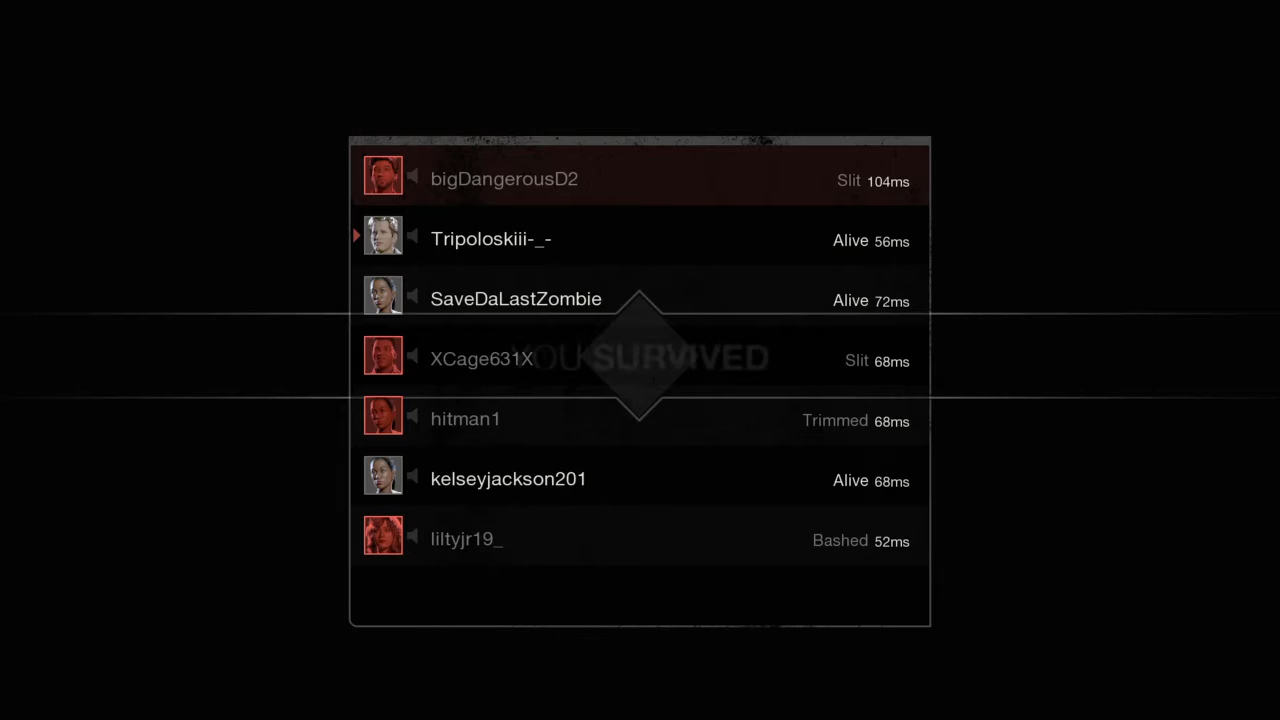 bigDangerousD2 Slit 104ms
Tripoloskiii-_- Alive 56ms
SaveDaLastZombie Alive 72ms
XCage631X YOU SURVIVED Slit 68ms
hitman1 Trimmed 68ms
kelseyjackson201 Alive 68ms
liltyjr19_ Bashed 52ms